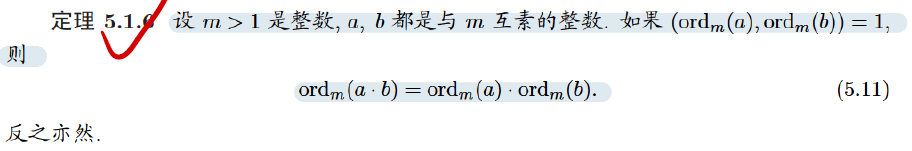 定理 5.1.6 设 m > 1 是整数, a, b 都是与 m 互素的整数. 如果 (ord_m(a), ord_m(b)) = 1,
则
ord_m(a · b) = ord_m(a) · ord_m(b). (5.11)
反之亦然.